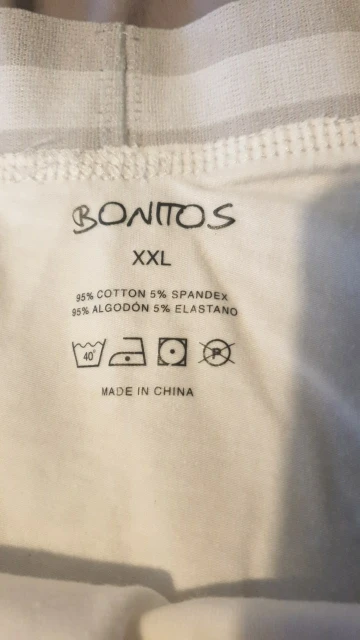 BONITOS
XXL
95% COTTON 5% SPANDEX
95% ALGODÓN 5% ELASTANO
40° P
MADE IN CHINA